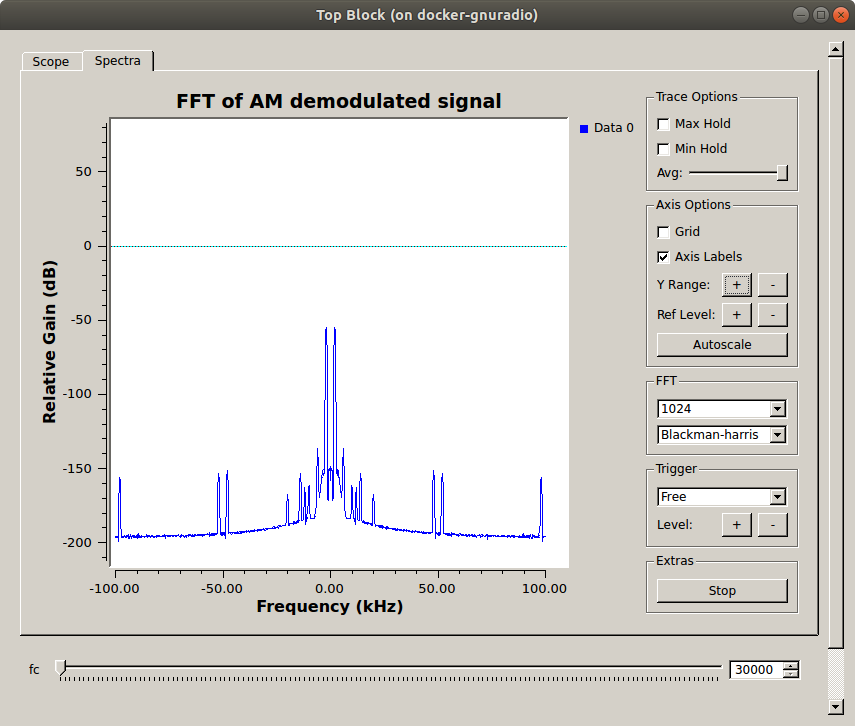 Top Block (on docker-gnuradio)
Scope
Spectra
FFT of AM demodulated signal
Data 0
Relative Gain (dB)
50
0
-50
-100
-150
-200
-100.00
-50.00
0.00
50.00
100.00
Frequency (kHz)
Trace Options
Max Hold
Min Hold
Avg:
Axis Options
Grid
Axis Labels
Y Range: + -
Ref Level: + -
Autoscale
FFT
1024
Blackman-harris
Trigger
Free
Level: + -
Extras
Stop
fc
30000